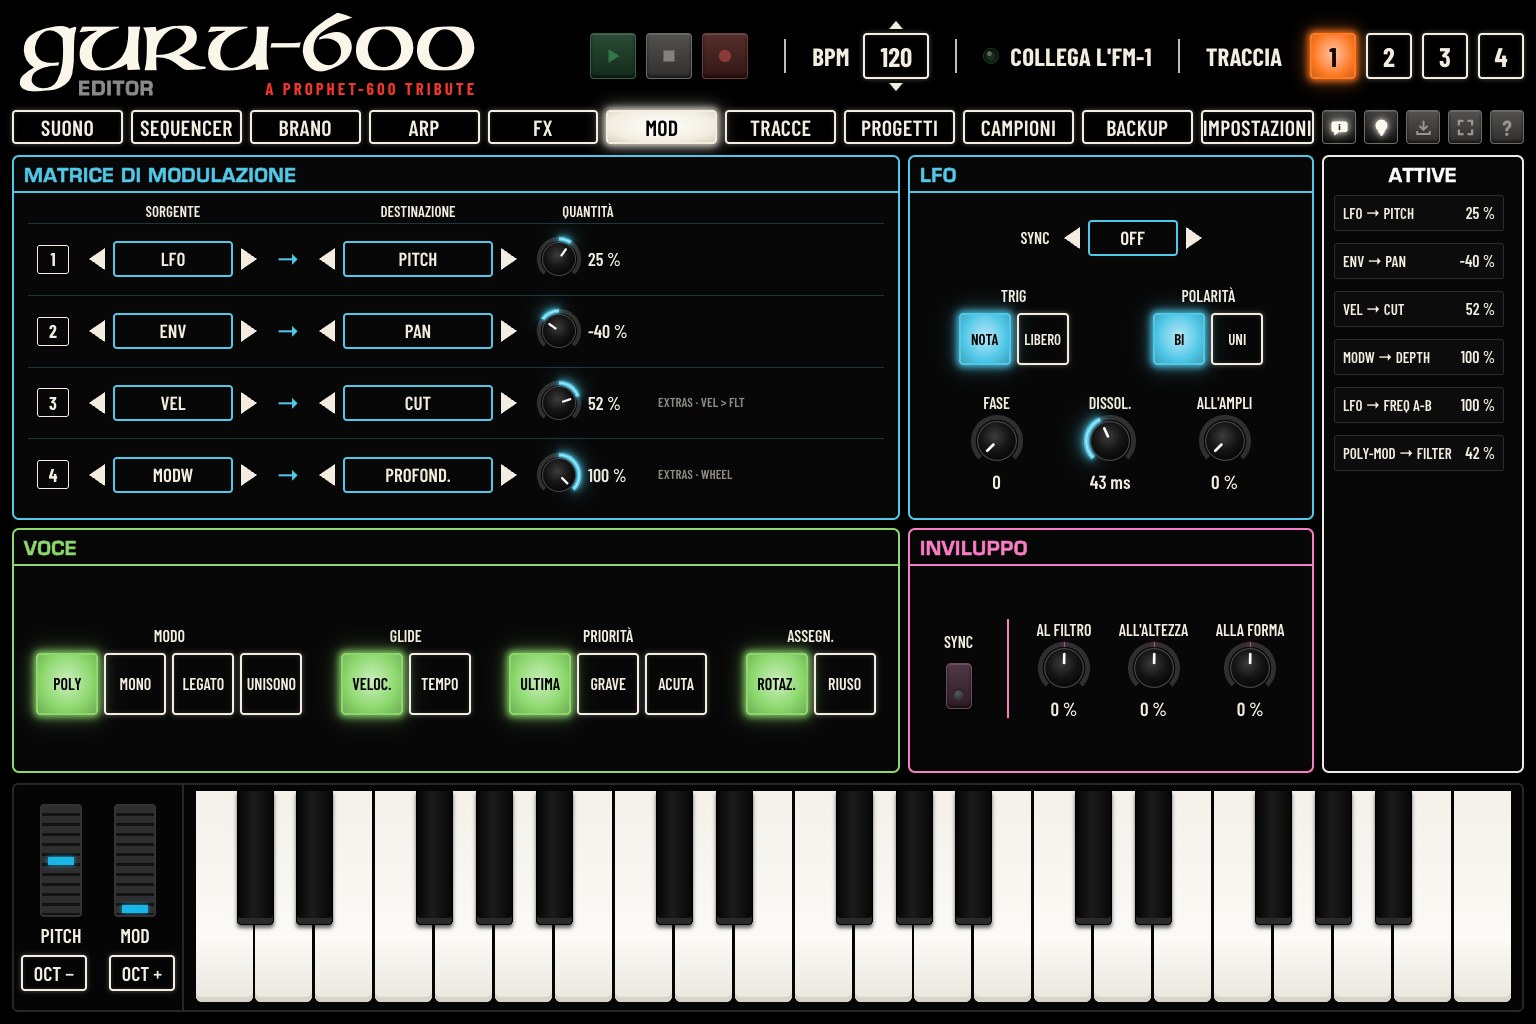 guru-600
EDITOR
A PROPHET-600 TRIBUTE
BPM 120
COLLEGA L'FM-1
TRACCIA 1 2 3 4
SUONO SEQUENCER BRANO ARP FX MOD TRACCE PROGETTI CAMPIONI BACKUP IMPOSTAZIONI ?
MATRICE DI MODULAZIONE
SORGENTE DESTINAZIONE QUANTITÀ
1 LFO → PITCH 25 %
2 ENV → PAN -40 %
3 VEL → CUT 52 % EXTRAS · VEL > FLT
4 MODW → PROFOND. 100 % EXTRAS · WHEEL
LFO
SYNC OFF
TRIG POLARITÀ
NOTA LIBERO BI UNI
FASE DISSOL. ALL'AMPLI
0 43 ms 0 %
ATTIVE
LFO → PITCH 25 %
ENV → PAN -40 %
VEL → CUT 52 %
MODW → DEPTH 100 %
LFO → FREQ A-B 100 %
POLY-MOD → FILTER 42 %
VOCE
MODO GLIDE PRIORITÀ ASSEGN.
POLY MONO LEGATO UNISONO VELOC. TEMPO ULTIMA GRAVE ACUTA ROTAZ. RIUSO
INVILUPPO
SYNC AL FILTRO ALL'ALTEZZA ALLA FORMA
0 % 0 % 0 %
PITCH MOD
OCT – OCT +